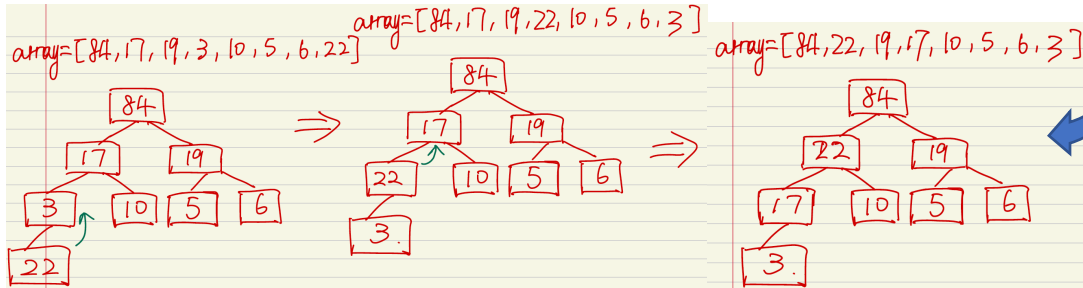 array=[84,17,19,3,10,5,6,22]
84
17 19
3 10 5 6
22
array=[84,17,19,22,10,5,6,3]
84
17 19
22 10 5 6
3.
array=[84,22,19,17,10,5,6,3]
84
22 19
17 10 5 6
3.